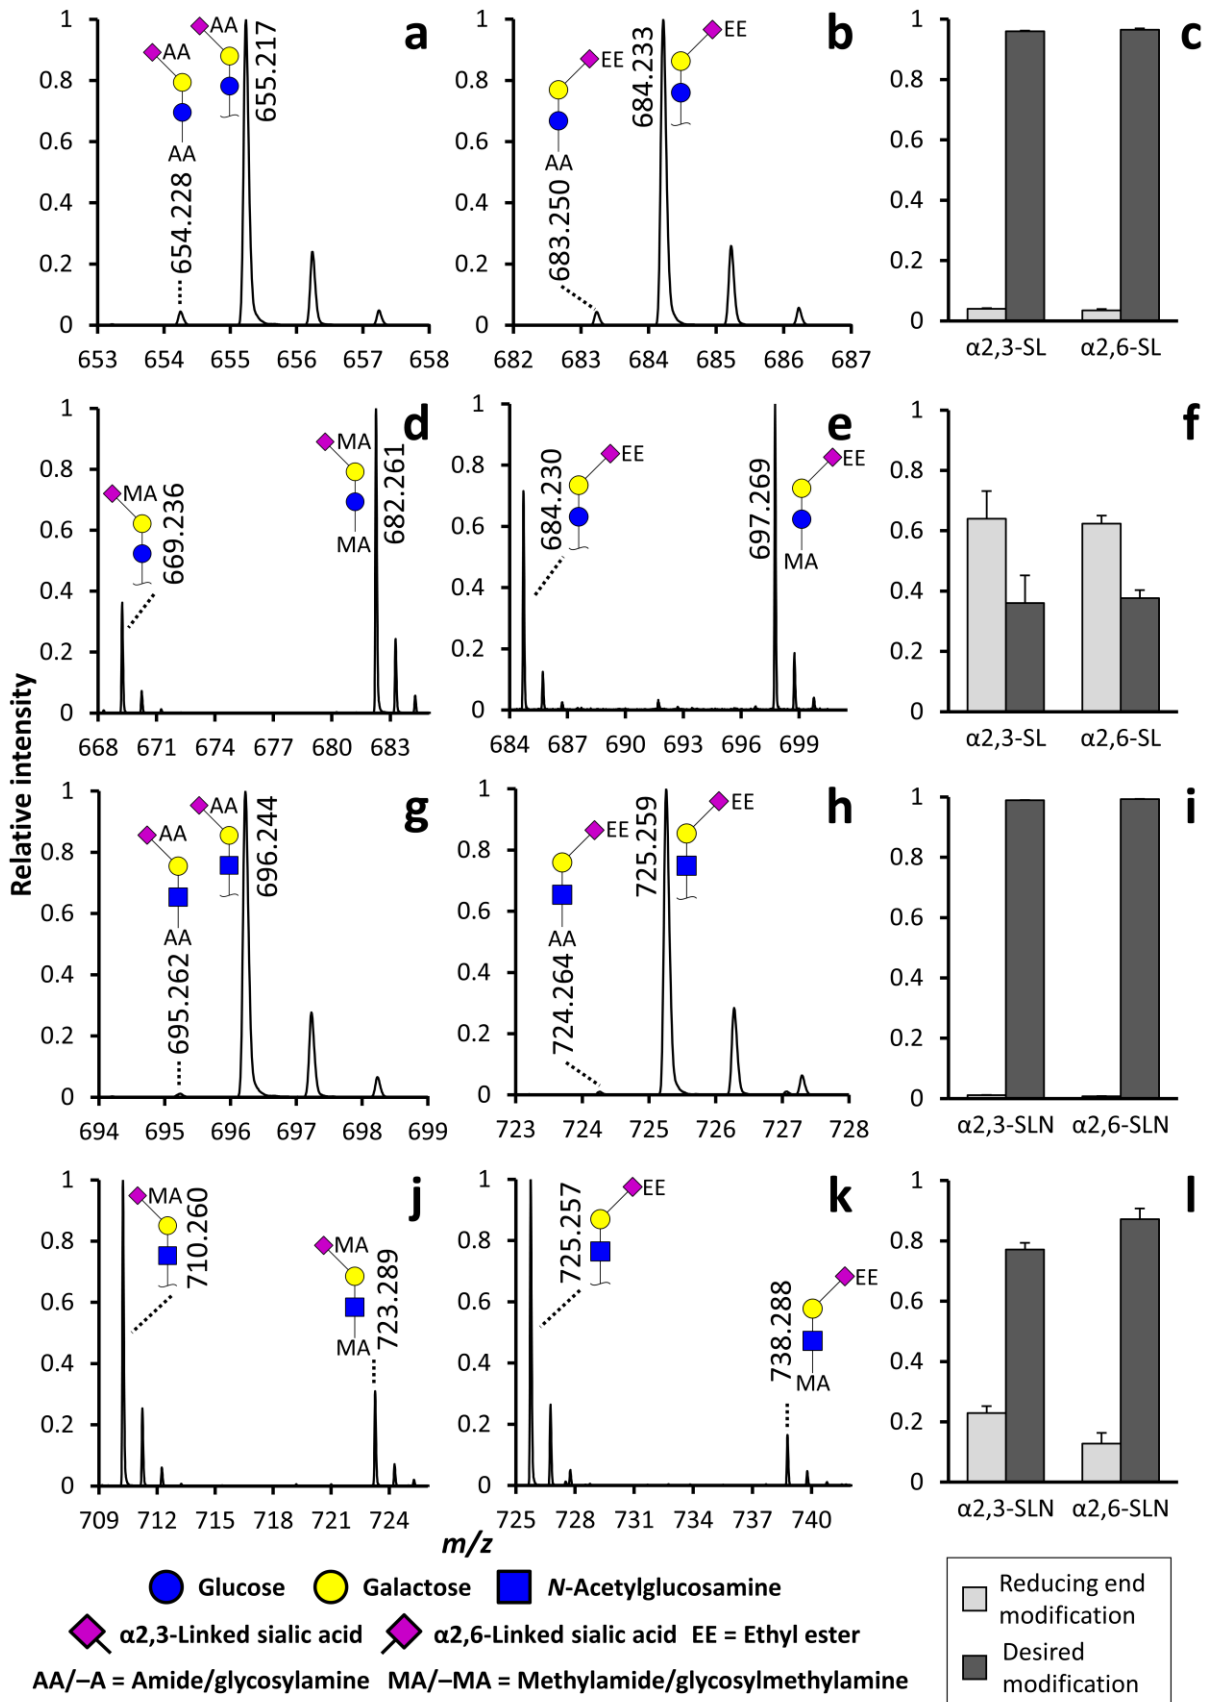 a
1
0.8
0.6
0.4
0.2
0
AA
AA
AA
654.228
655.217
653 654 655 656 657 658
b
1
0.8
0.6
0.4
0.2
0
EE
EE
AA
683.250
684.233
682 683 684 685 686 687
c
1
0.8
0.6
0.4
0.2
0
α2,3-SL α2,6-SL
d
1
0.8
0.6
0.4
0.2
0
MA
669.236
MA
MA
682.261
668 671 674 677 680 683
e
1
0.8
0.6
0.4
0.2
0
EE
684.230
697.269
EE
MA
684 687 690 693 696 699
f
1
0.8
0.6
0.4
0.2
0
α2,3-SL α2,6-SL
Relative intensity
g
1
0.8
0.6
0.4
0.2
0
AA
AA
AA
695.262
696.244
694 695 696 697 698 699
h
1
0.8
0.6
0.4
0.2
0
EE
EE
AA
724.264
725.259
723 724 725 726 727 728
i
1
0.8
0.6
0.4
0.2
0
α2,3-SLN α2,6-SLN
j
1
0.8
0.6
0.4
0.2
0
MA
710.260
MA
MA
723.289
709 712 715 718 721 724
k
1
0.8
0.6
0.4
0.2
0
725.257
EE
738.288
EE
MA
725 728 731 734 737 740
l
1
0.8
0.6
0.4
0.2
0
α2,3-SLN α2,6-SLN
m/z
Glucose Galactose N-Acetylglucosamine
α2,3-Linked sialic acid α2,6-Linked sialic acid EE = Ethyl ester
AA/–A = Amide/glycosylamine MA/–MA = Methylamide/glycosylmethylamine
Reducing end
modification
Desired
modification